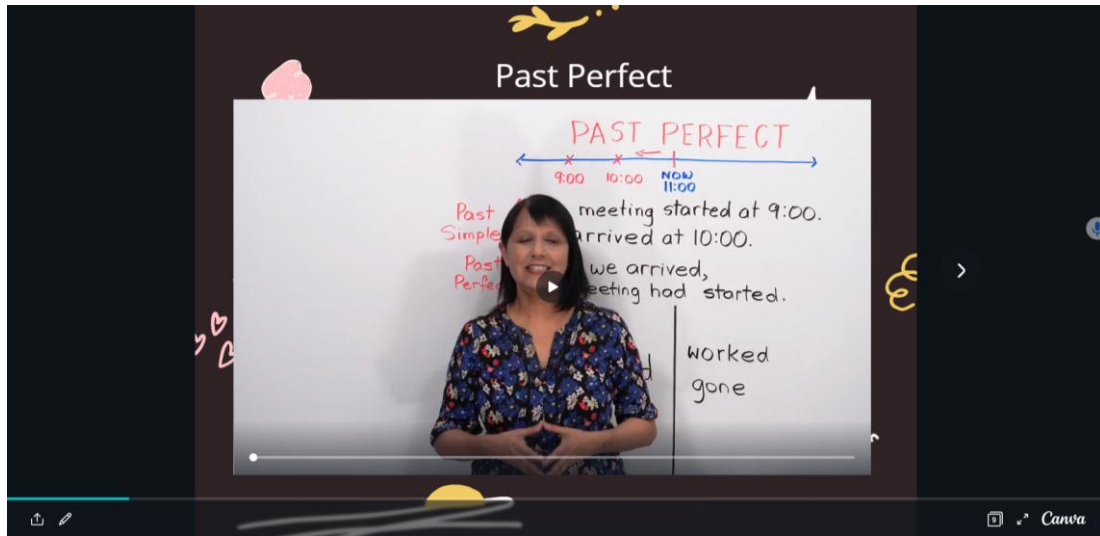 Past Perfect
PAST PERFECT
9:00 10:00 NOW
11:00
Past meeting started at 9:00.
Simple arrived at 10:00.
Past we arrived,
had started.
worked
gone
9
Canva